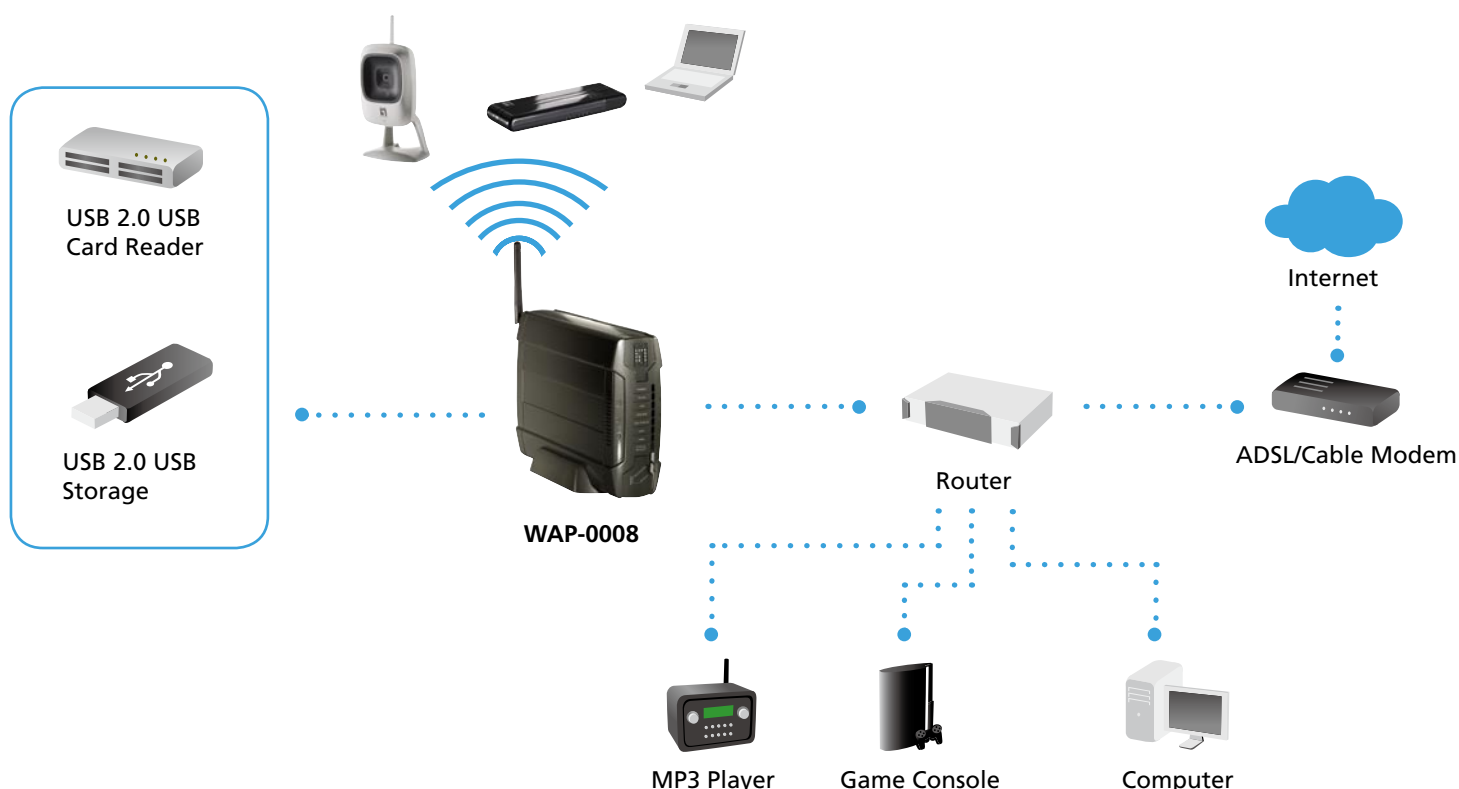 USB 2.0 USB
Card Reader
USB 2.0 USB
Storage
WAP-0008
Router
Internet
ADSL/Cable Modem
MP3 Player
Game Console
Computer